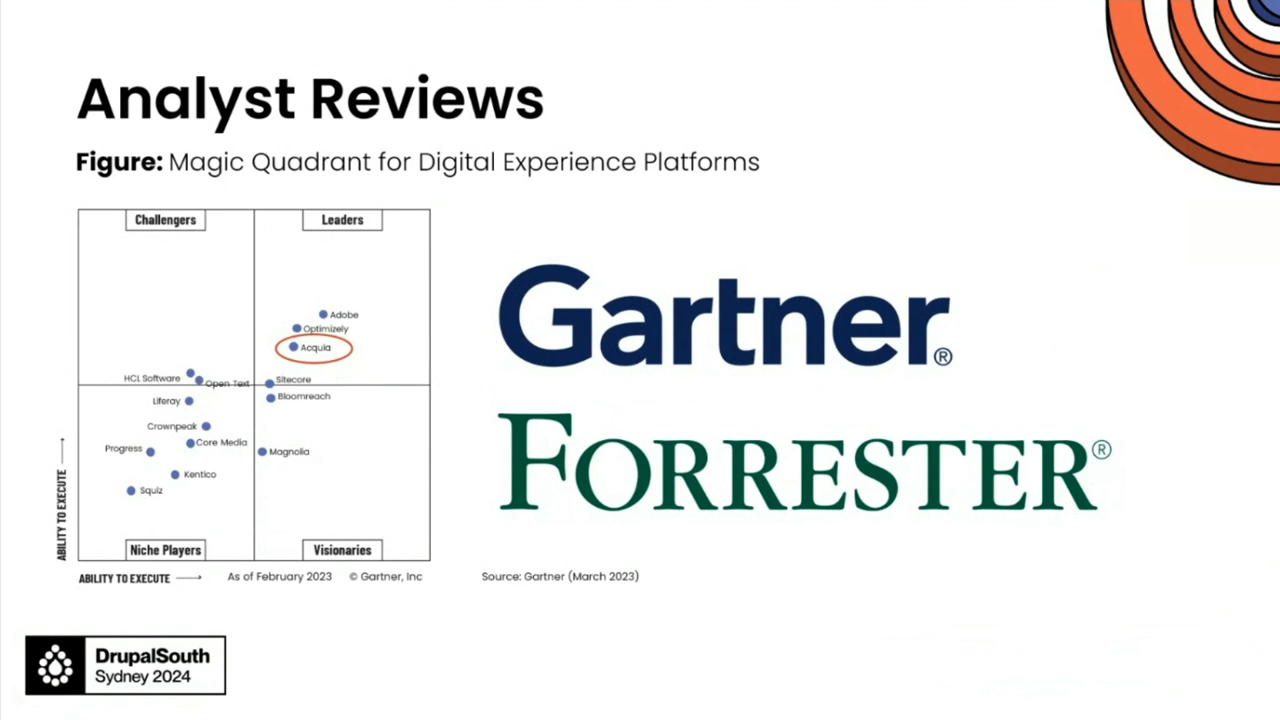 Analyst Reviews
Figure: Magic Quadrant for Digital Experience Platforms
Challengers
Leaders
Adobe
Optimizely
Acquia
HCL Software
Open Text
Sitecore
Liferay
Bloomreach
Crownpeak
Core Media
Progress
Magnolia
Kentico
Squiz
Niche Players
Visionaries
ABILITY TO EXECUTE
ABILITY TO EXECUTE
As of February 2023
© Gartner, Inc
Source: Gartner (March 2023)
Gartner®
FORRESTER®
DrupalSouth
Sydney 2024